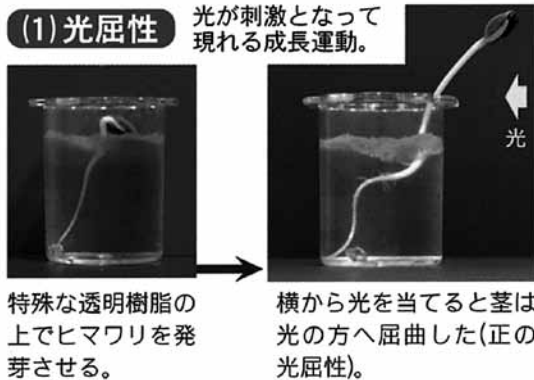 (1)光屈性
光が刺激となって
現れる成長運動。
光
特殊な透明樹脂の
上でヒマワリを発
芽させる。
横から光を当てると茎は
光の方へ屈曲した(正の
光屈性)。